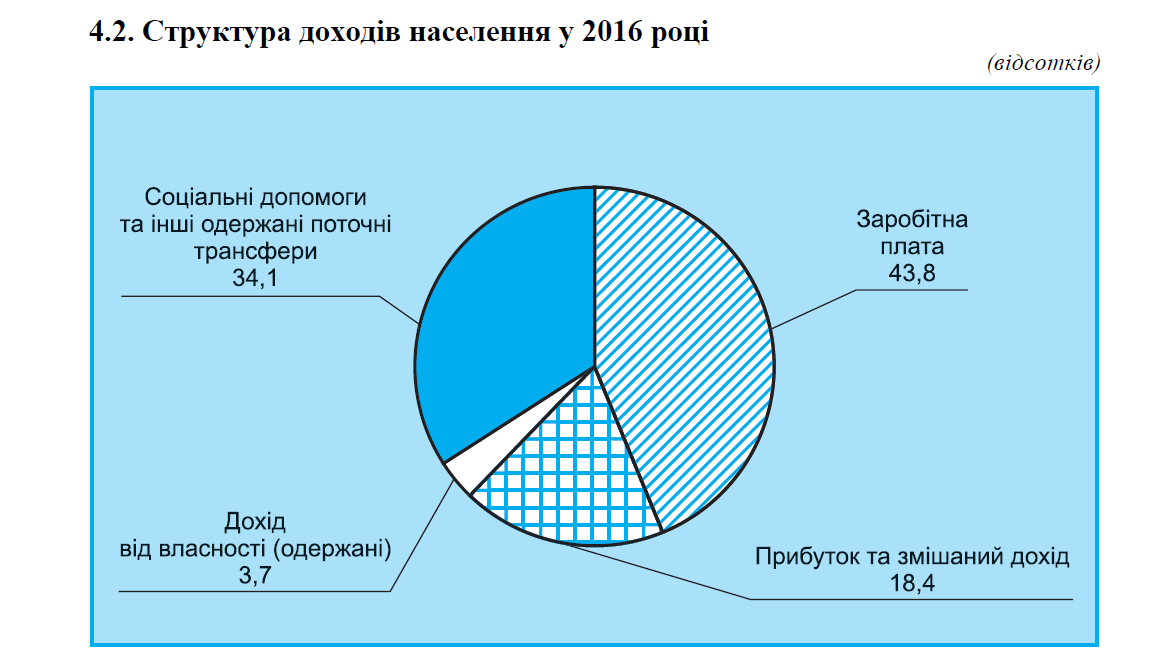 4.2. Структура доходів населення у 2016 році
(відсотків)
Соціальні допомоги
та інші одержані поточні
трансфери
34,1
Заробітна
плата
43,8
Дохід
від власності (одержані)
3,7
Прибуток та змішаний дохід
18,4